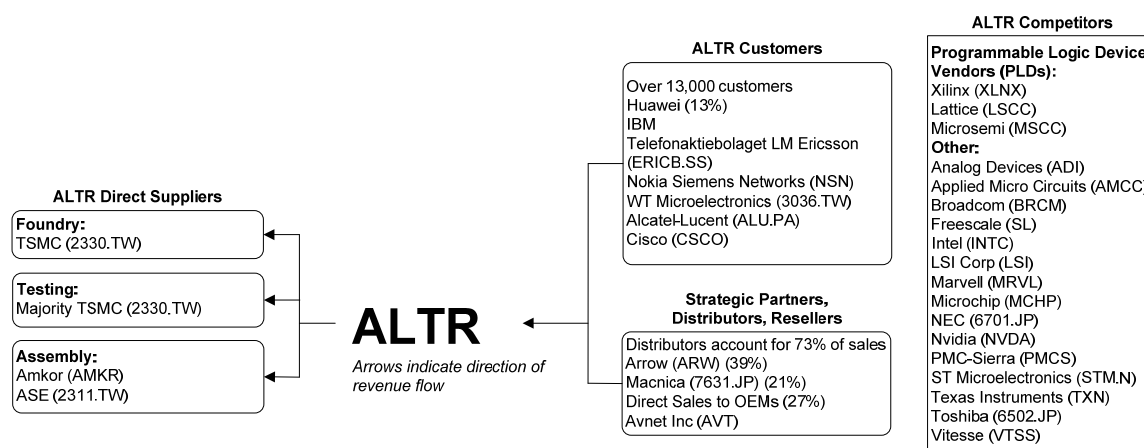 ALTR Direct Suppliers
Foundry:
TSMC (2330.TW)
Testing:
Majority TSMC (2330.TW)
Assembly:
Amkor (AMKR)
ASE (2311.TW)
ALTR
Arrows indicate direction of
revenue flow
ALTR Customers
Over 13,000 customers
Huawei (13%)
IBM
Telefonaktiebolaget LM Ericsson
(ERICB.SS)
Nokia Siemens Networks (NSN)
WT Microelectronics (3036.TW)
Alcatel-Lucent (ALU.PA)
Cisco (CSCO)
Strategic Partners,
Distributors, Resellers
Distributors account for 73% of sales
Arrow (ARW) (39%)
Macnica (7631.JP) (21%)
Direct Sales to OEMs (27%)
Avnet Inc (AVT)
ALTR Competitors
Programmable Logic Device
Vendors (PLDs):
Xilinx (XLNX)
Lattice (LSCC)
Microsemi (MSCC)
Other:
Analog Devices (ADI)
Applied Micro Circuits (AMCC)
Broadcom (BRCM)
Freescale (SL)
Intel (INTC)
LSI Corp (LSI)
Marvell (MRVL)
Microchip (MCHP)
NEC (6701.JP)
Nvidia (NVDA)
PMC-Sierra (PMCS)
ST Microelectronics (STM.N)
Texas Instruments (TXN)
Toshiba (6502.JP)
Vitesse (VTSS)